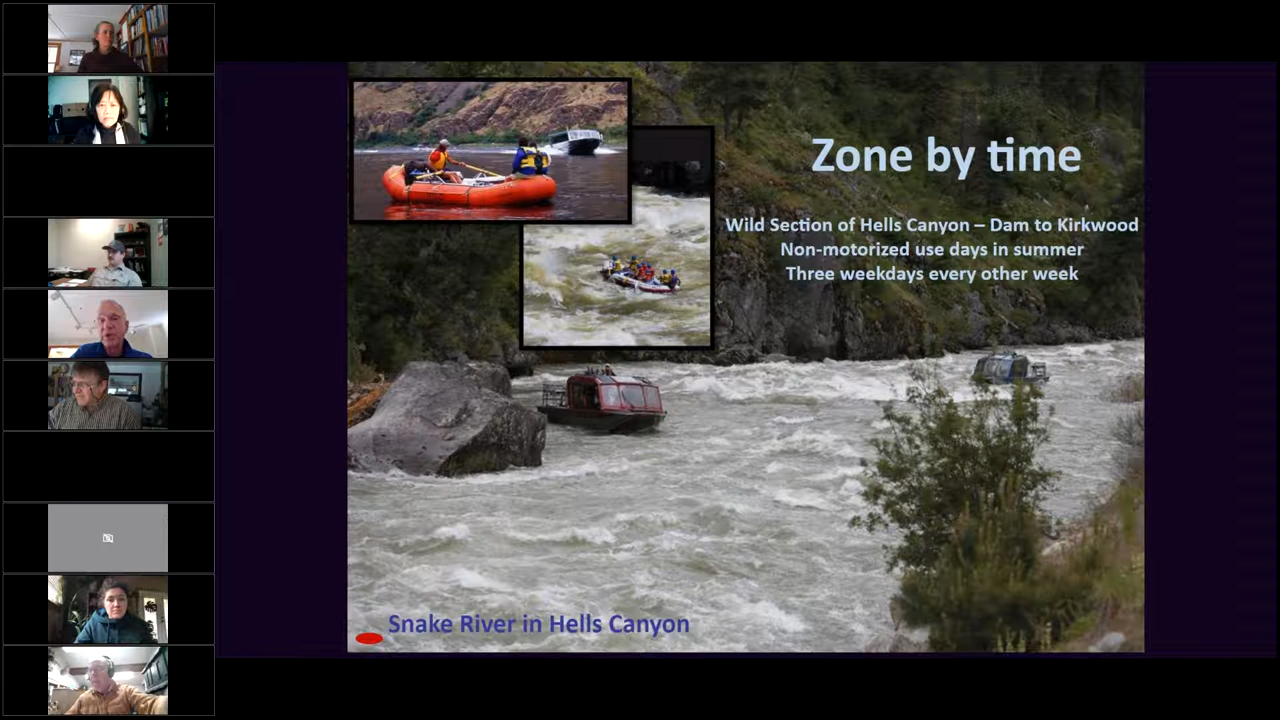 Zone by time
Wild Section of Hells Canyon – Dam to Kirkwood
Non-motorized use days in summer
Three weekdays every other week
Snake River in Hells Canyon